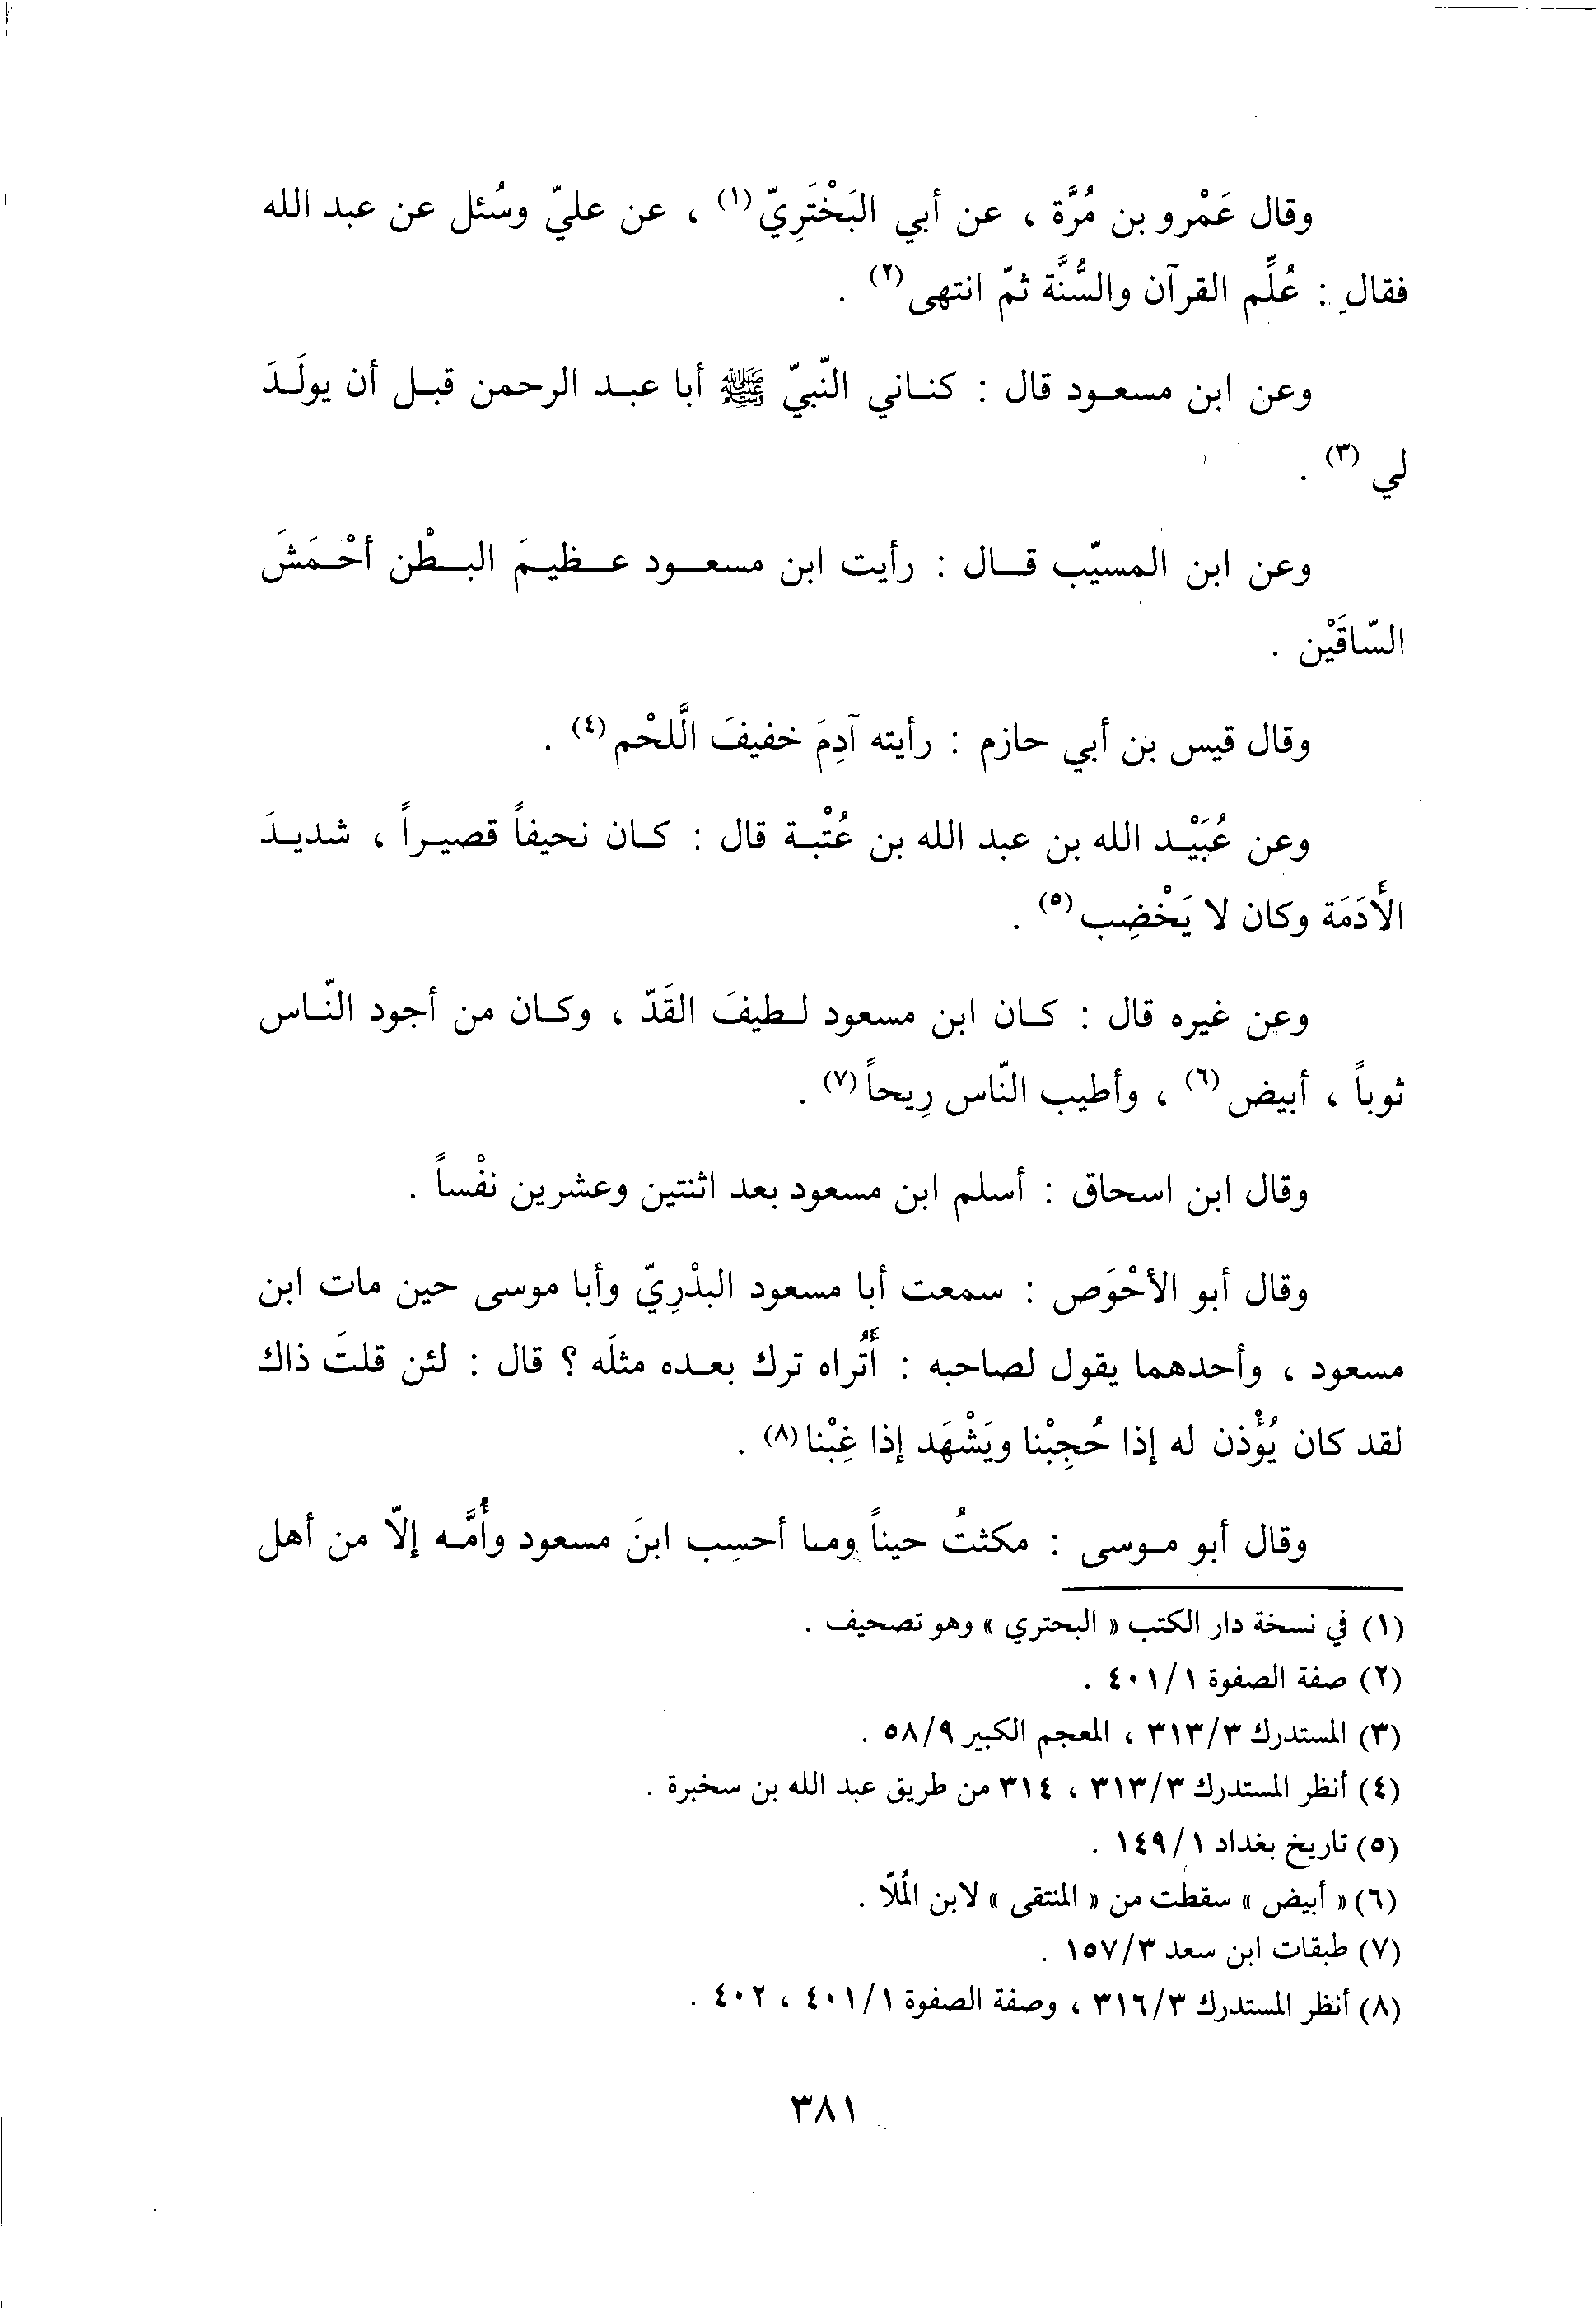 وقال عَمْرو بن مُرَّة ، عن أبي البَخْتَرِيّ(١) ، عن عليّ وسُئل عن عبد الله
فقال : عُلِّم القرآن والسُّنَّة ثمّ انتهى(٢) .
وعن ابن مسعود قال : كناني النّبيّ ﷺ أبا عبد الرحمن قبل أن يولَدَ
لي (٣) .
وعن ابن المسيّب قال : رأيت ابن مسعود عظيمَ البطْن أحْمَشَ
السّاقَيْن .
وقال قيس بن أبي حازم : رأيته آدِمَ خفيفَ اللَّحْم(٤) .
وعن عُبَيْد الله بن عبد الله بن عُتْبة قال : كان نحيفاً قصيراً ، شديدَ
الأَدَمَة وكان لا يَخْضِب(٥) .
وعن غيره قال : كان ابن مسعود لطيفَ القَدّ ، وكان من أجود النّاس
ثوباً ، أبيض(٦) ، وأطيب النّاس رِيحاً(٧) .
وقال ابن اسحاق : أسلم ابن مسعود بعد اثنتين وعشرين نفْساً .
وقال أبو الأحْوَص : سمعت أبا مسعود البدْرِيّ وأبا موسى حين مات ابن
مسعود ، وأحدهما يقول لصاحبه : أَتُراه ترك بعده مثلَه ؟ قال : لئن قلتَ ذاك
لقد كان يُؤْذن له إذا حُجِبْنا ويَشْهَد إذا غِبْنا(٨) .
وقال أبو موسى : مكثتُ حيناً وما أحسِب ابنَ مسعود وأُمَّه إلاّ من أهل
(١) في نسخة دار الكتب « البحتري » وهو تصحيف .
(٢) صفة الصفوة ٤٠١/١ .
(٣) المستدرك ٣١٣/٣ ، المعجم الكبير ٥٨/٩ .
(٤) أنظر المستدرك ٣١٣/٣ ، ٣١٤ من طريق عبد الله بن سخبرة .
(٥) تاريخ بغداد ١٤٩/١ .
(٦) « أبيض » سقطت من « المنتقى » لابن المُلّا .
(٧) طبقات ابن سعد ١٥٧/٣ .
(٨) أنظر المستدرك ٣١٦/٣ ، وصفة الصفوة ٤٠١/١ ، ٤٠٢ .
٣٨١